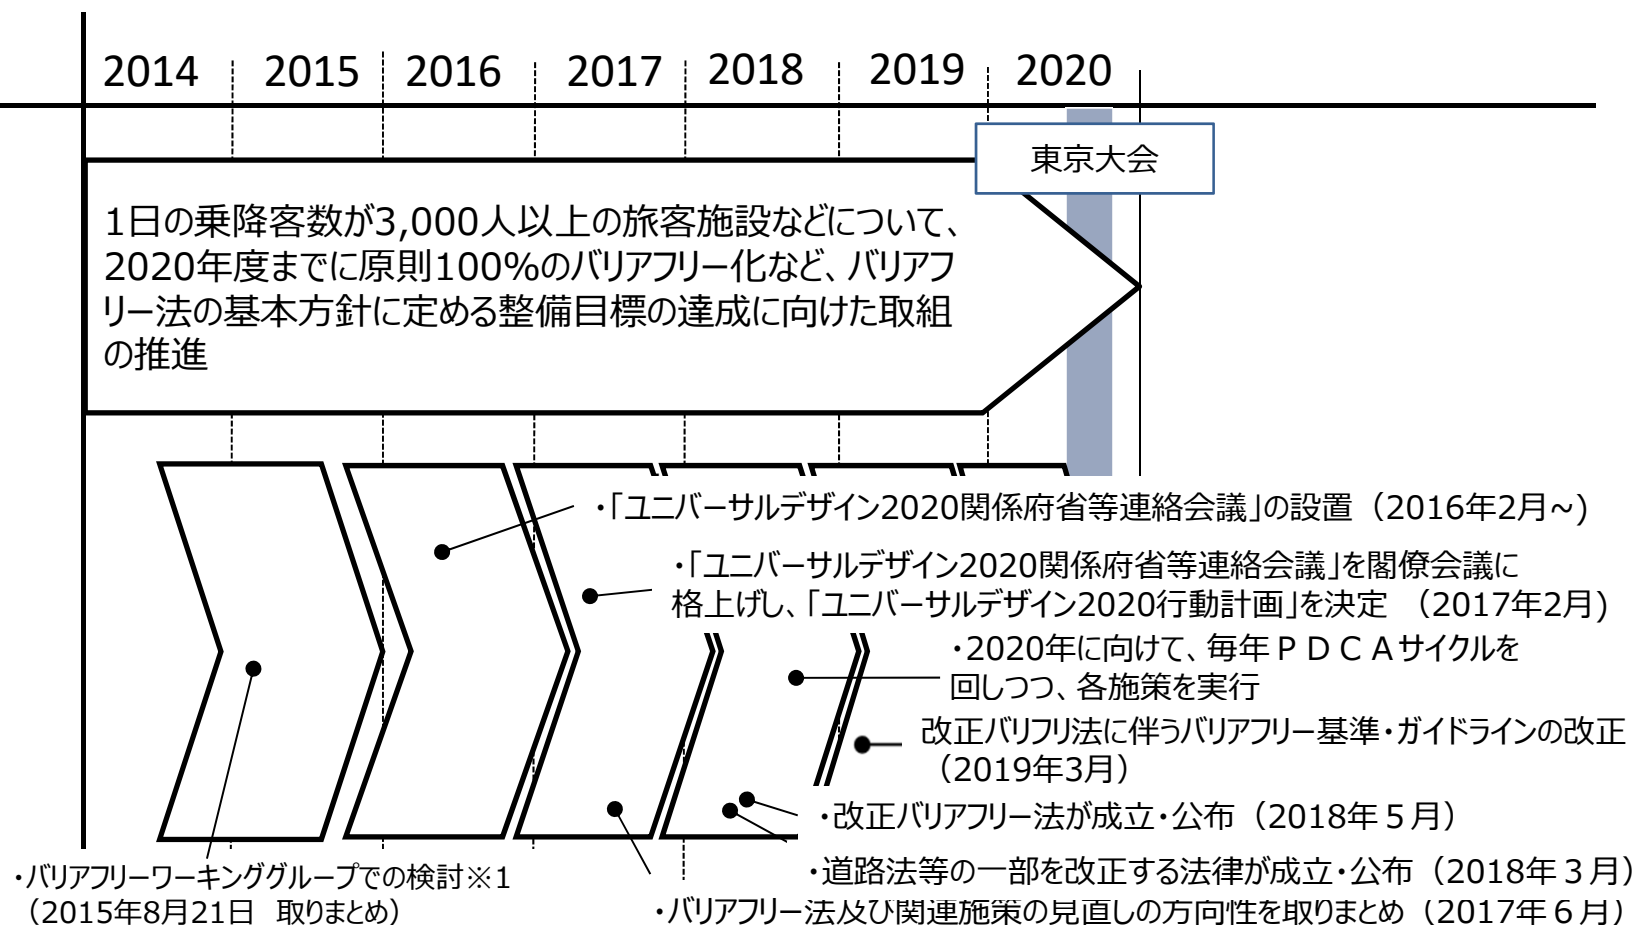 2014 2015 2016 2017 2018 2019 2020
東京大会
1日の乗降客数が3,000人以上の旅客施設などについて、
2020年度までに原則100%のバリアフリー化など、バリアフ
リー法の基本方針に定める整備目標の達成に向けた取組
の推進
・「ユニバーサルデザイン2020関係府省等連絡会議」の設置（2016年2月~)
・「ユニバーサルデザイン2020関係府省等連絡会議」を閣僚会議に
格上げし、「ユニバーサルデザイン2020行動計画」を決定　（2017年2月)
・2020年に向けて、毎年ＰＤＣＡサイクルを
回しつつ、各施策を実行
改正バリフリ法に伴うバリアフリー基準・ガイドラインの改正
（2019年3月）
・改正バリアフリー法が成立・公布（2018年５月）
・道路法等の一部を改正する法律が成立・公布（2018年３月）
・バリアフリー法及び関連施策の見直しの方向性を取りまとめ（2017年６月）
・バリアフリーワーキンググループでの検討※1
（2015年8月21日　取りまとめ）